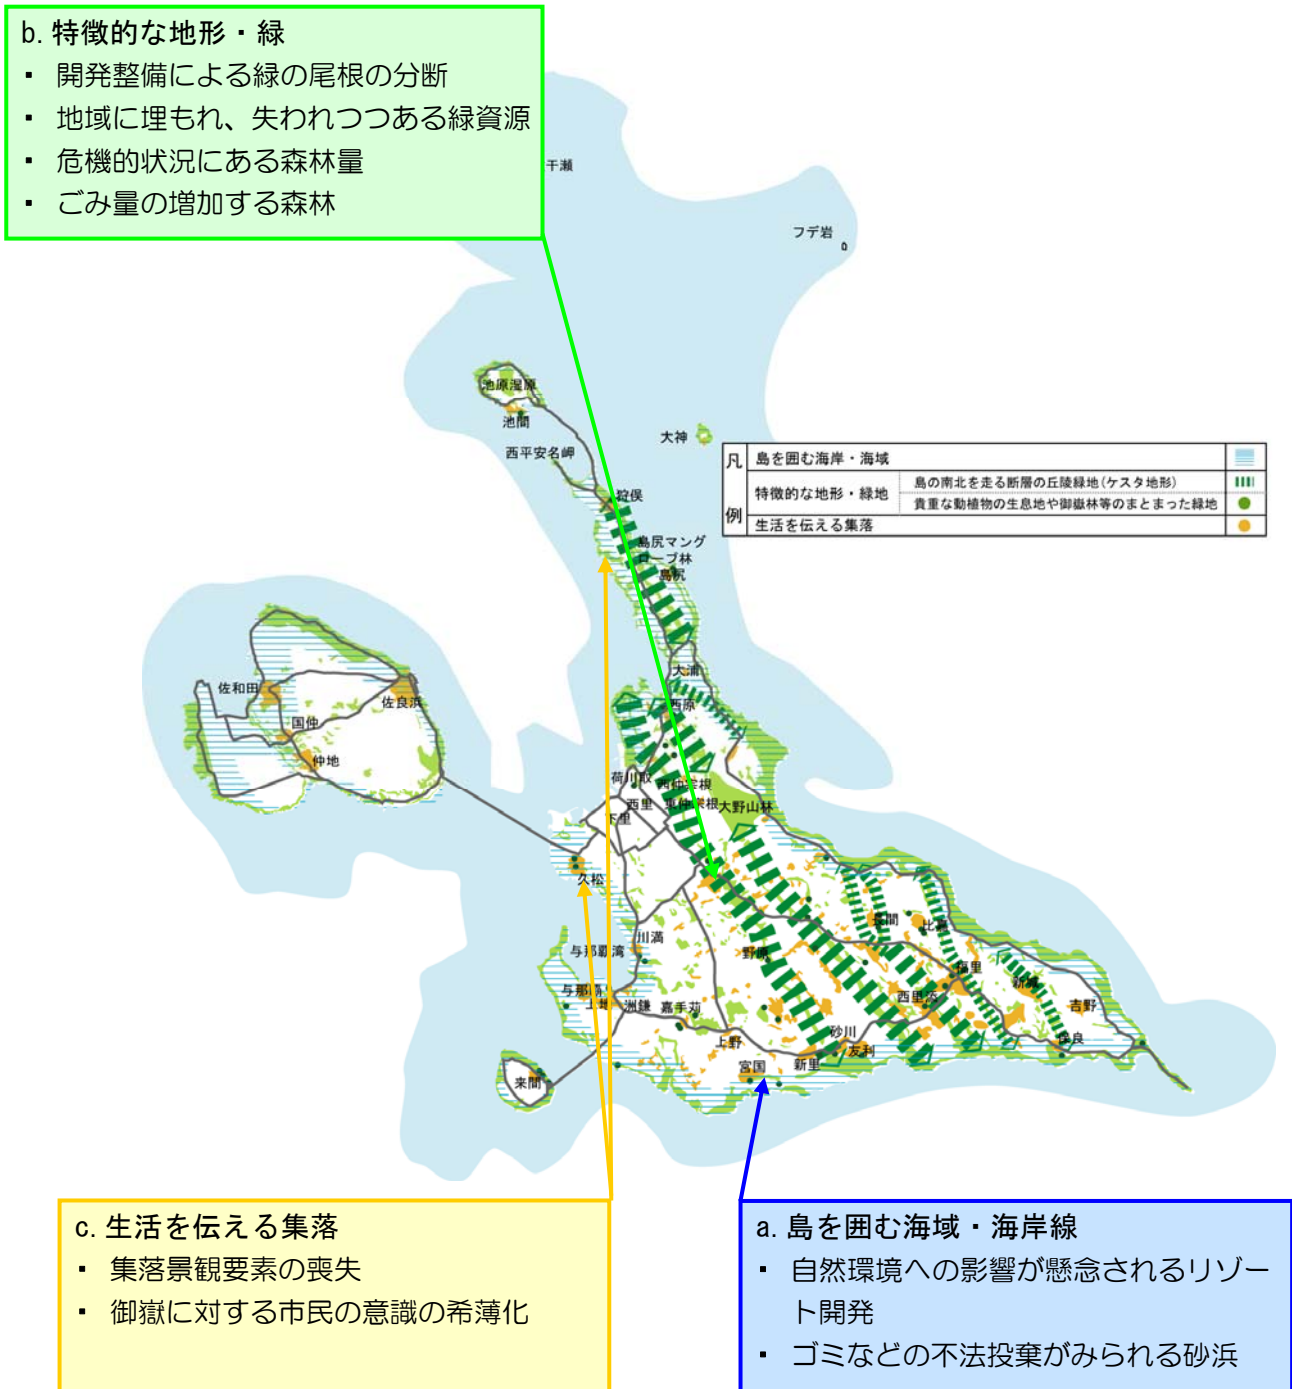 b. 特徴的な地形・緑
▪ 開発整備による緑の尾根の分断
▪ 地域に埋もれ、失われつつある緑資源
▪ 危機的状況にある森林量
▪ ごみ量の増加する森林
干瀬
フデ岩
池原湿原
池間
西平安名岬
大神
狩俣
凡例
島を囲む海岸・海域
特徴的な地形・緑地
島の南北を走る断層の丘陵緑地(ケスタ地形)
貴重な動植物の生息地や御嶽林等のまとまった緑地
生活を伝える集落
島尻マング
ローブ林
島尻
大浦
佐和田
佐良浜
国仲
仲地
西原
荷川取
西仲宗根
西里
東仲宗根
大野山林
下里
久松
長間
比嘉
川満
与那覇湾
野原
福里
新城
与那覇
上地
洲鎌
嘉手苅
西里添
吉野
砂川
保良
上野
友利
宮国
新里
来間
c. 生活を伝える集落
▪ 集落景観要素の喪失
▪ 御嶽に対する市民の意識の希薄化
a. 島を囲む海域・海岸線
▪ 自然環境への影響が懸念されるリゾー
ト開発
▪ ゴミなどの不法投棄がみられる砂浜